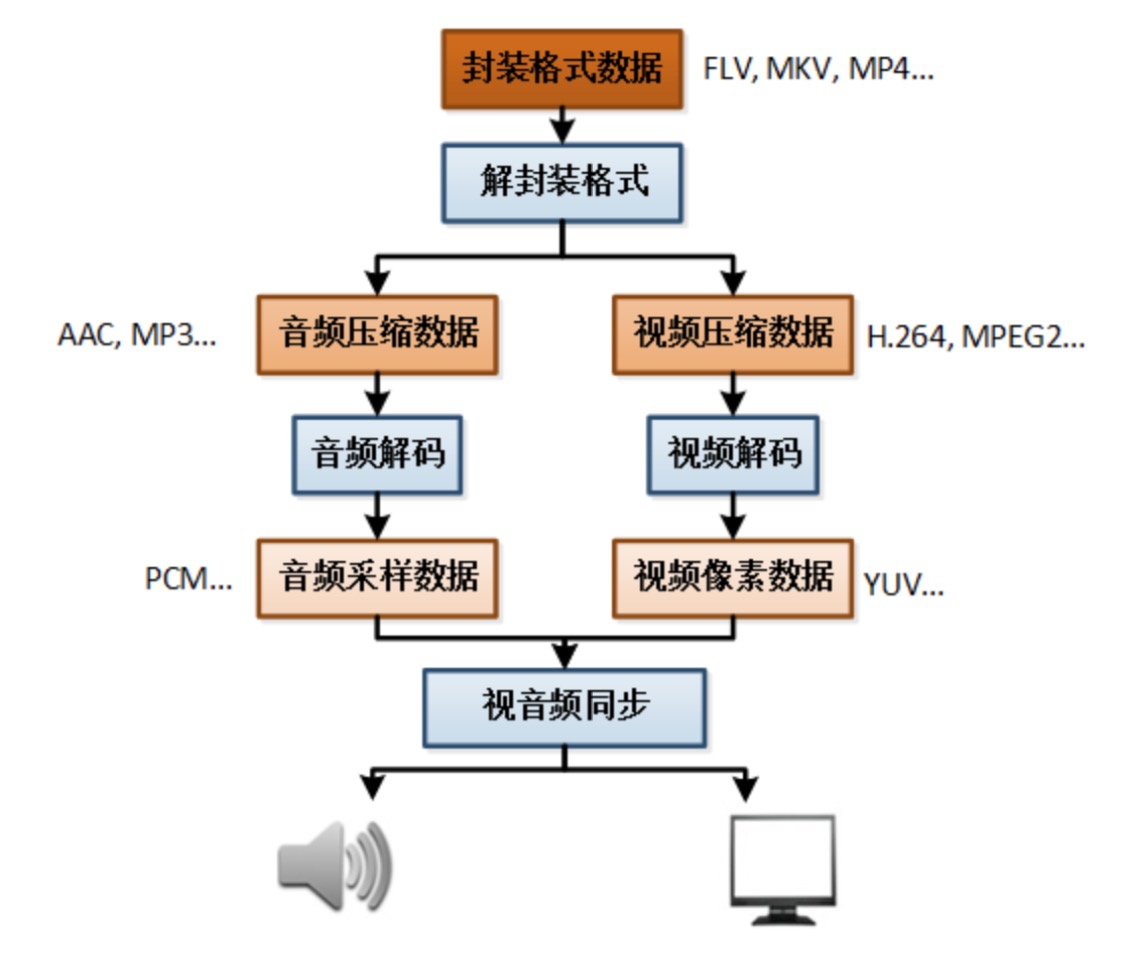 封装格式数据
FLV, MKV, MP4...
解封装格式
AAC, MP3...
音频压缩数据
视频压缩数据
H.264, MPEG2...
音频解码
视频解码
PCM...
音频采样数据
视频像素数据
YUV...
视音频同步